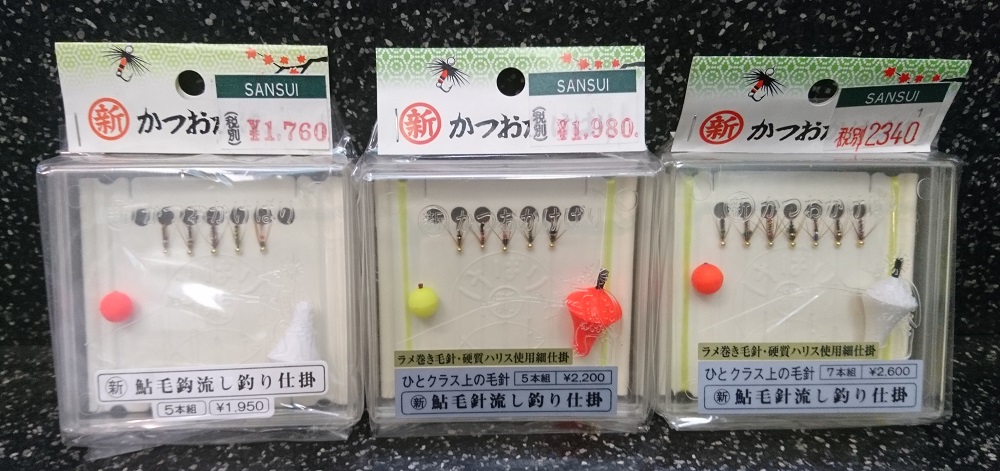 SANSUI
新 かつお
(税別) ¥1,760
鮎毛鈎流し釣り仕掛
新
5本組 ¥1,950
SANSUI
新 かつお
(税別) ¥1,980
ラメ巻き毛針・硬質ハリス使用細仕掛
ひとクラス上の毛針 5本組 ¥2,200
新 鮎毛針流し釣り仕掛
SANSUI
新 かつお
税別 2340
ラメ巻き毛針・硬質ハリス使用細仕掛
ひとクラス上の毛針 7本組 ¥2,600
新 鮎毛針流し釣り仕掛